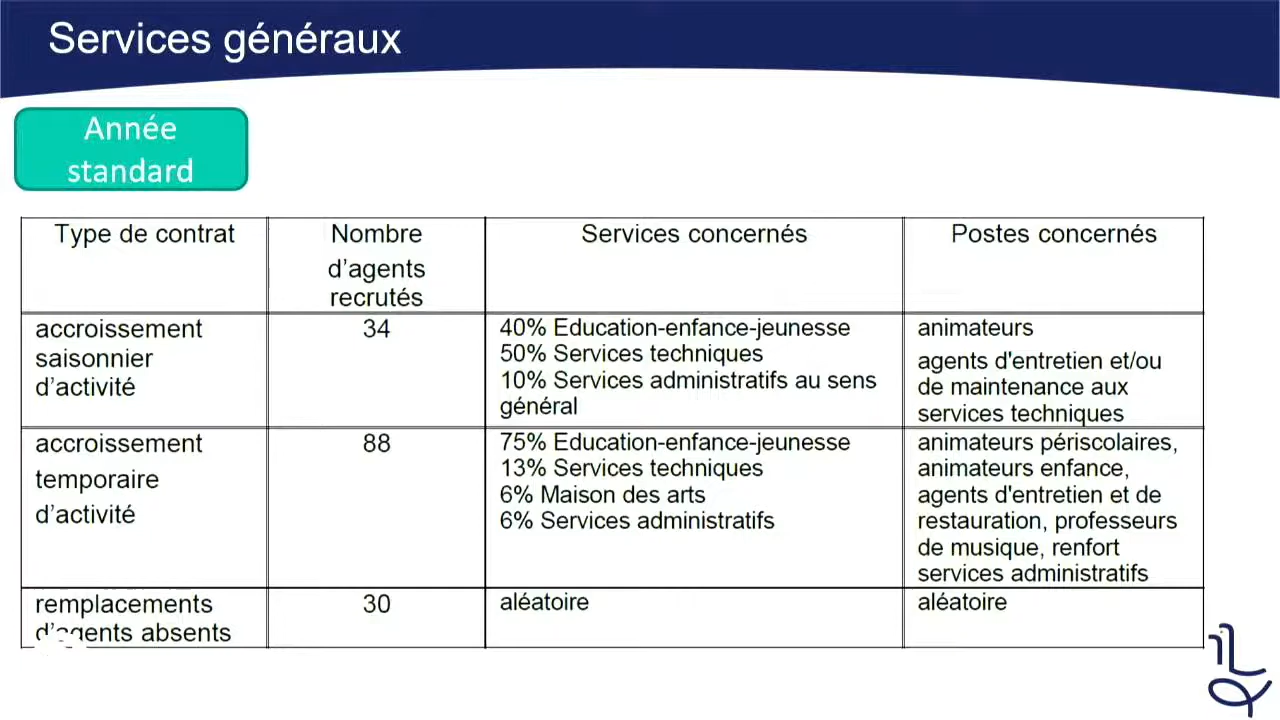 Services généraux
Année
standard
Type de contrat
Nombre
d’agents
recrutés
Services concernés
Postes concernés
accroissement
saisonnier
d’activité
34
40% Education-enfance-jeunesse
50% Services techniques
10% Services administratifs au sens
général
animateurs
agents d'entretien et/ou
de maintenance aux
services techniques
accroissement
temporaire
d’activité
88
75% Education-enfance-jeunesse
13% Services techniques
6% Maison des arts
6% Services administratifs
animateurs périscolaires,
animateurs enfance,
agents d'entretien et de
restauration, professeurs
de musique, renfort
services administratifs
remplacements
d’agents absents
30
aléatoire
aléatoire